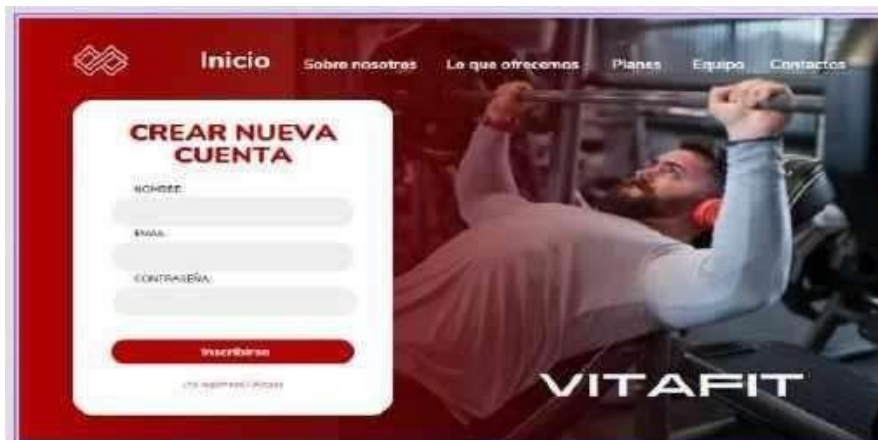 Inicio
Sobre nosotros
Lo que ofrecemos
Planes
Equipo
Contactos
CREAR NUEVA
CUENTA
NOMBRE
EMAIL
CONTRASEÑA
Inscribirse
VITAFIT